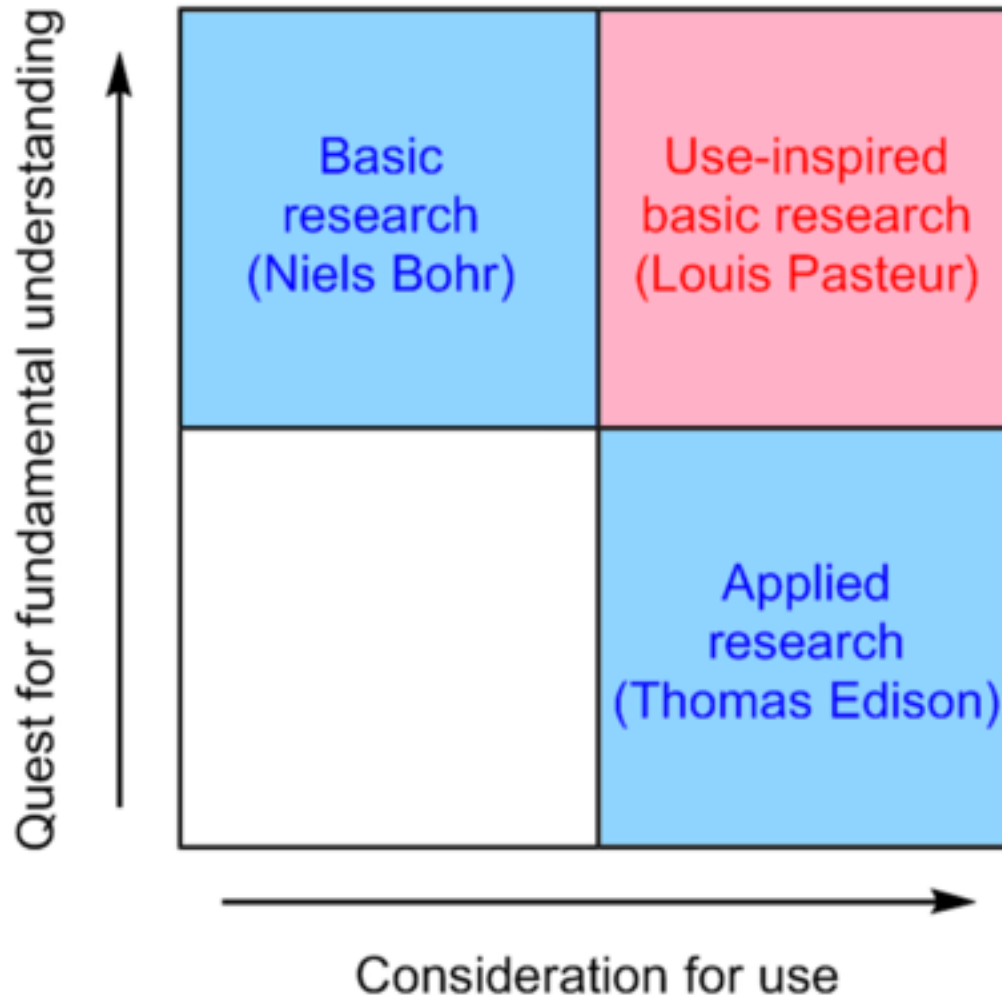 Quest for fundamental understanding
Basic
research
(Niels Bohr)
Use-inspired
basic research
(Louis Pasteur)
Applied
research
(Thomas Edison)
Consideration for use